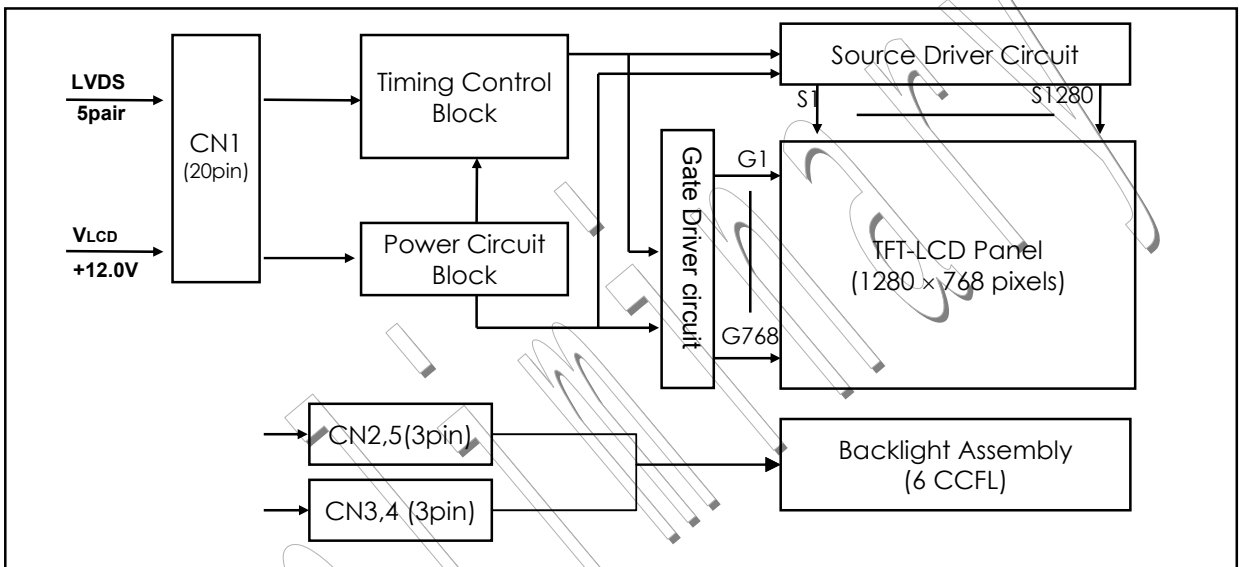 LVDS
5pair
VLCD
+12.0V
CN1
(20pin)
Timing Control
Block
Power Circuit
Block
Source Driver Circuit
S1
S1280
Gate Driver circuit
G1
G768
TFT-LCD Panel
(1280 × 768 pixels)
CN2,5(3pin)
CN3,4 (3pin)
Backlight Assembly
(6 CCFL)